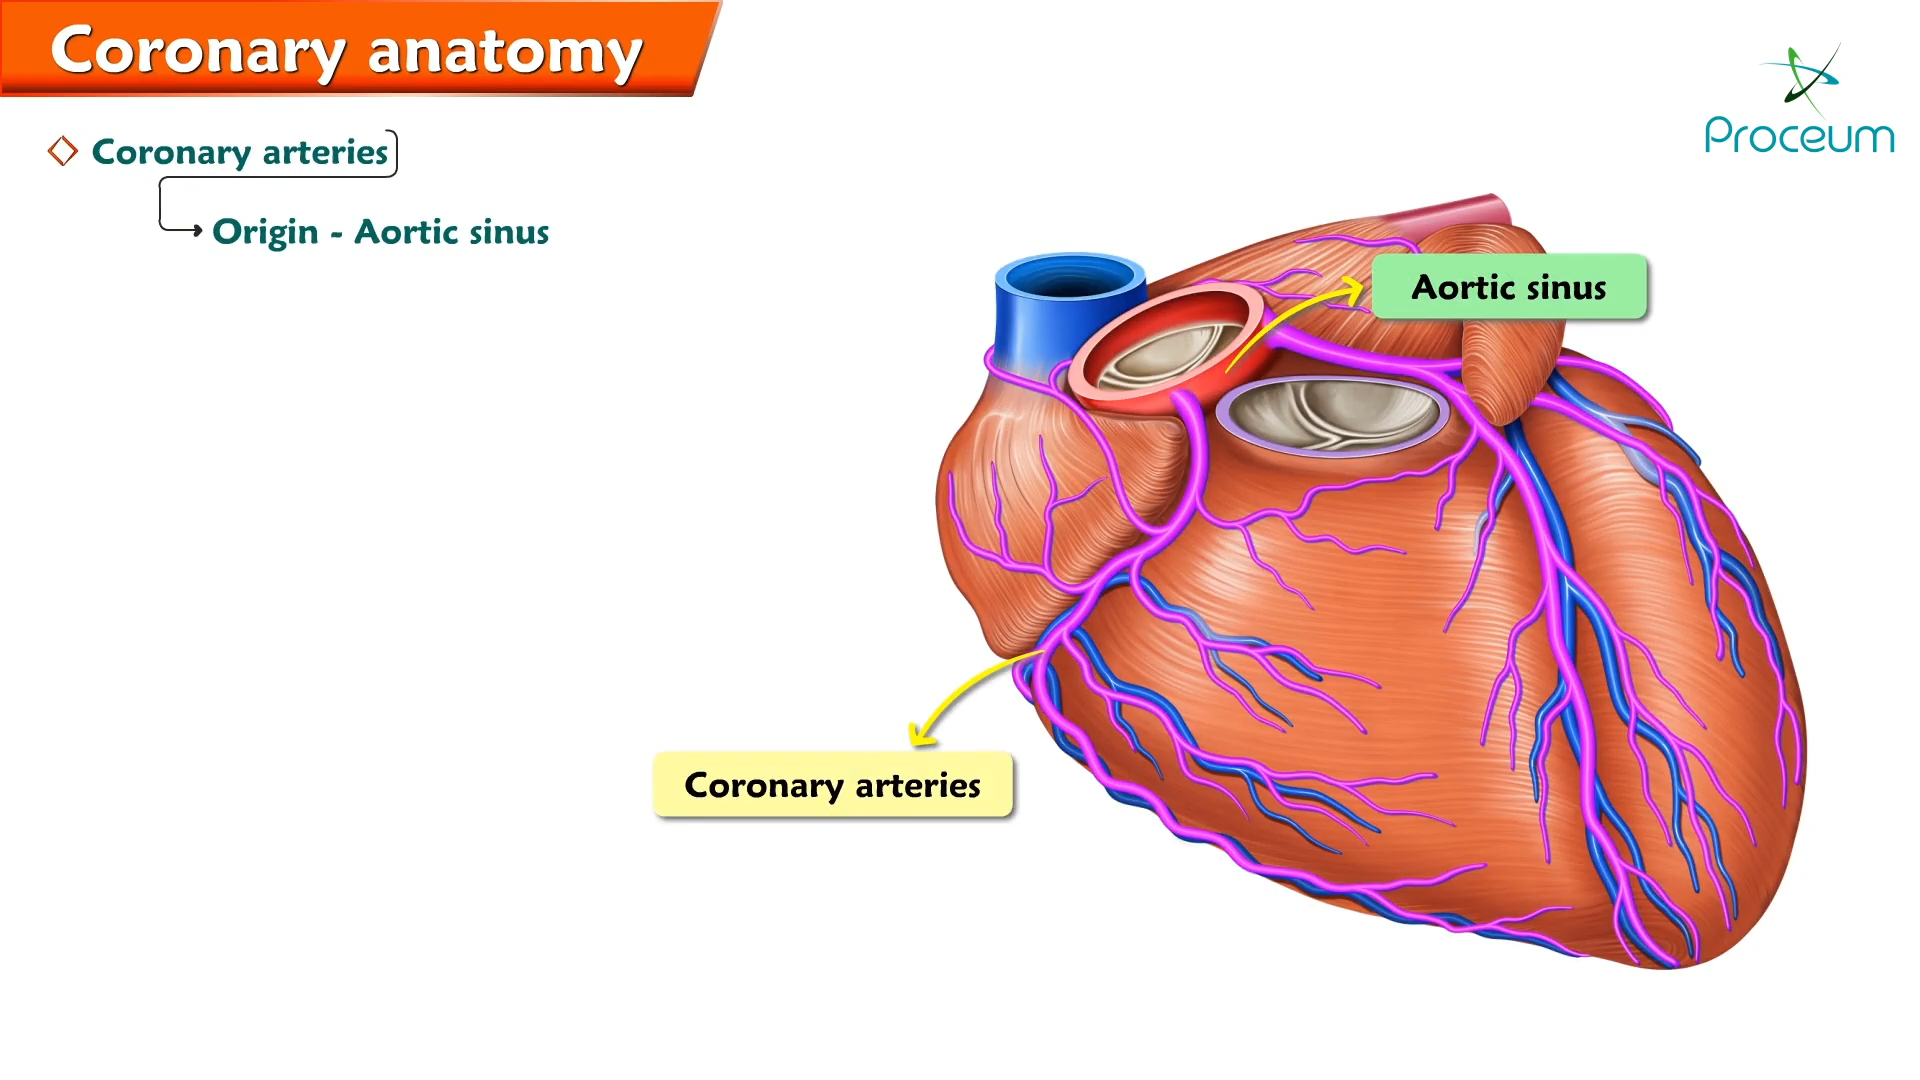 Coronary anatomy
Proceum
Coronary arteries
Origin - Aortic sinus
Aortic sinus
Coronary arteries